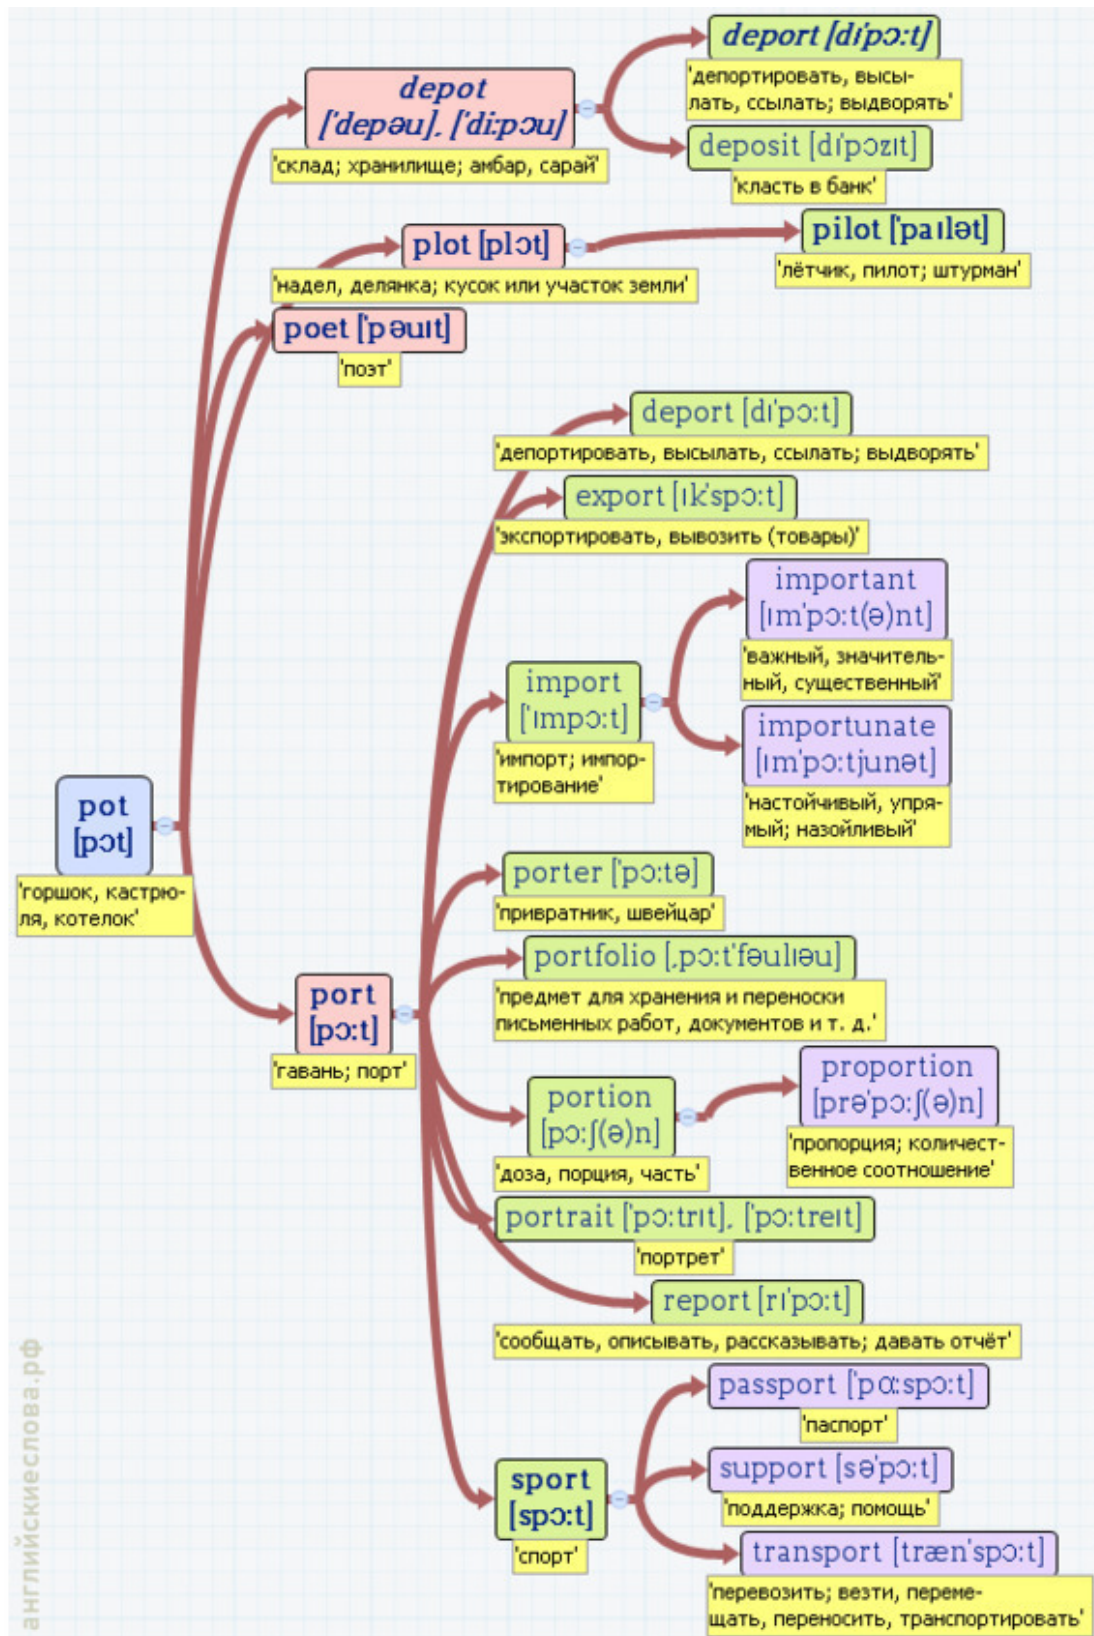 deport [dɪ'pɔ:t]
'депортировать, высы-
лать, ссылать; выдворять'
depot
['depəu], ['di:pɔu]
'склад; хранилище; амбар, сарай'
deposit [dɪ'pɔzɪt]
'класть в банк'
plot [plɔt]
'надел, делянка; кусок или участок земли'
pilot ['paɪlət]
'лётчик, пилот; штурман'
poet ['pəuɪt]
'поэт'
deport [dɪ'pɔ:t]
'депортировать, высылать, ссылать; выдворять'
export [ɪk'spɔ:t]
'экспортировать, вывозить (товары)'
important
[ɪm'pɔ:t(ə)nt]
'важный, значитель-
ный, существенный'
import
['ɪmpɔ:t]
'импорт; импор-
тирование'
importunate
[ɪm'pɔ:tjunət]
'настойчивый, упря-
мый; назойливый'
pot
[pɔt]
'горшок, кастрю-
ля, котелок'
porter ['pɔ:tə]
'привратник, швейцар'
portfolio [ˌpɔ:t'fəulɪəu]
'предмет для хранения и переноски
письменных работ, документов и т. д.'
port
[pɔ:t]
'гавань; порт'
portion
[pɔ:ʃ(ə)n]
'доза, порция, часть'
proportion
[prə'pɔ:ʃ(ə)n]
'пропорция; количест-
венное соотношение'
portrait ['pɔ:trɪt], ['pɔ:treɪt]
'портрет'
report [rɪ'pɔ:t]
'сообщать, описывать, рассказывать; давать отчёт'
passport ['pɑ:spɔ:t]
'паспорт'
sport
[spɔ:t]
'спорт'
support [sə'pɔ:t]
'поддержка; помощь'
transport [træn'spɔ:t]
'перевозить; везти, переме-
щать, переносить, транспортировать'
английскиеслова.рф